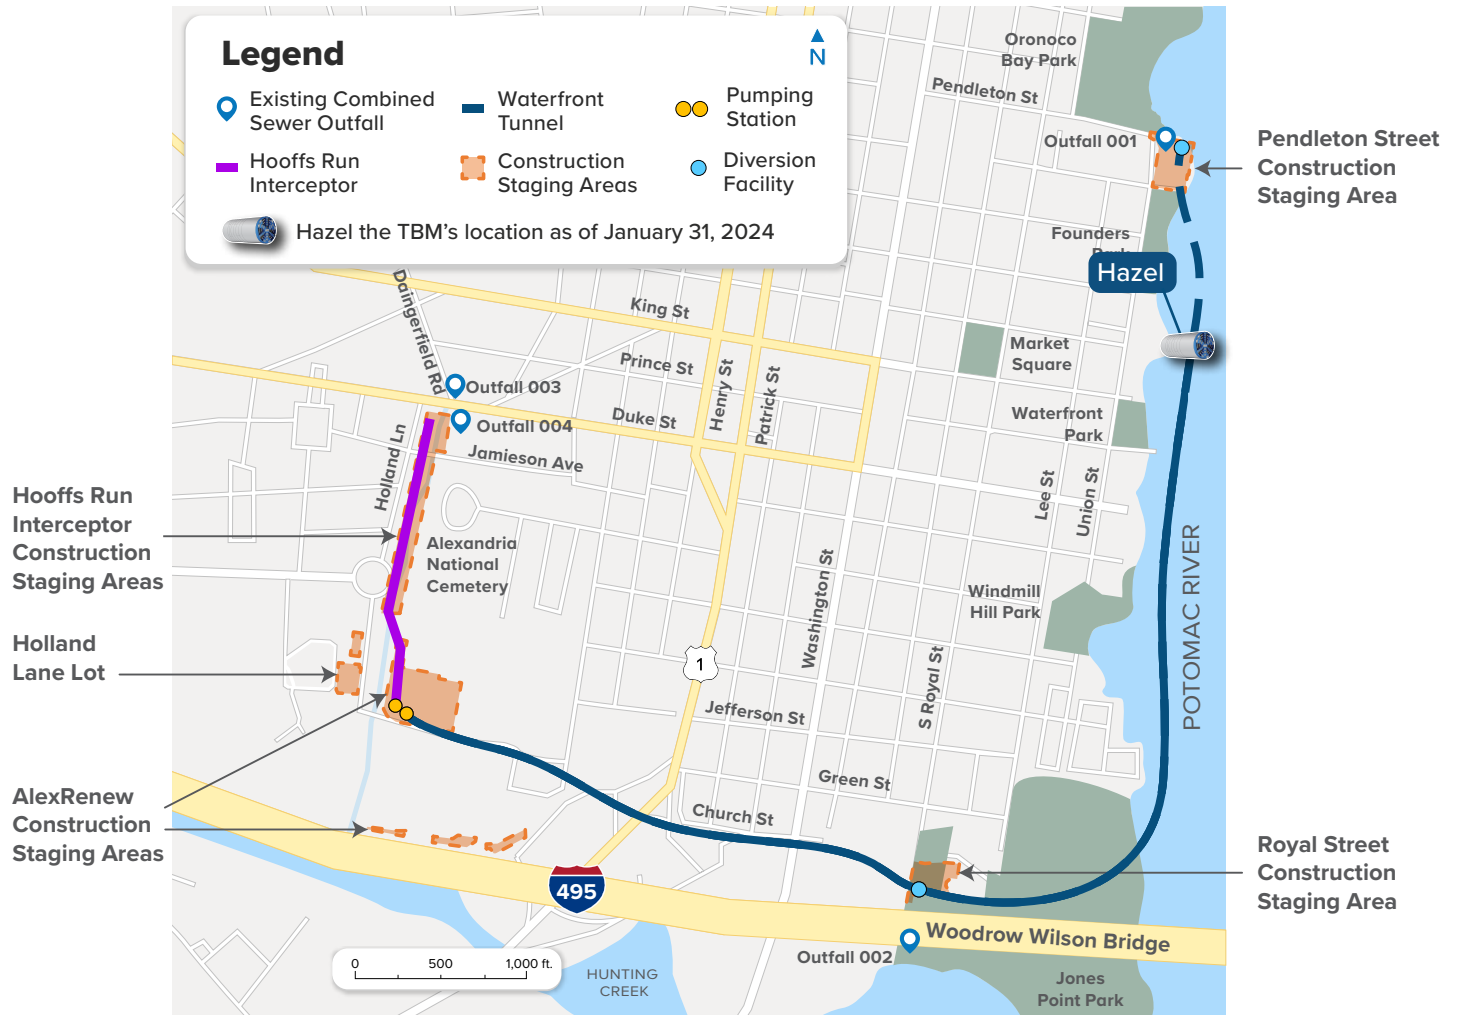 Legend
N
Existing Combined
Sewer Outfall
Waterfront
Tunnel
Pumping
Station
Hooffs Run
Interceptor
Construction
Staging Areas
Diversion
Facility
Hazel the TBM's location as of January 31, 2024
Oronoco
Bay Park
Pendleton St
Outfall 001
Pendleton Street
Construction
Staging Area
Founders
Park
Hazel
Daingerfield Rd
King St
Prince St
Henry St
Patrick St
Market
Square
Outfall 003
Duke St
Outfall 004
Waterfront
Park
Holland Ln
Jamieson Ave
Lee St
Union St
Hooffs Run
Interceptor
Construction
Staging Areas
Alexandria
National
Cemetery
Washington St
Windmill
Hill Park
POTOMAC RIVER
Holland
Lane Lot
1
S Royal St
Jefferson St
Green St
Church St
AlexRenew
Construction
Staging Areas
Royal Street
Construction
Staging Area
495
Woodrow Wilson Bridge
Outfall 002
0 500 1,000 ft.
HUNTING
CREEK
Jones
Point Park